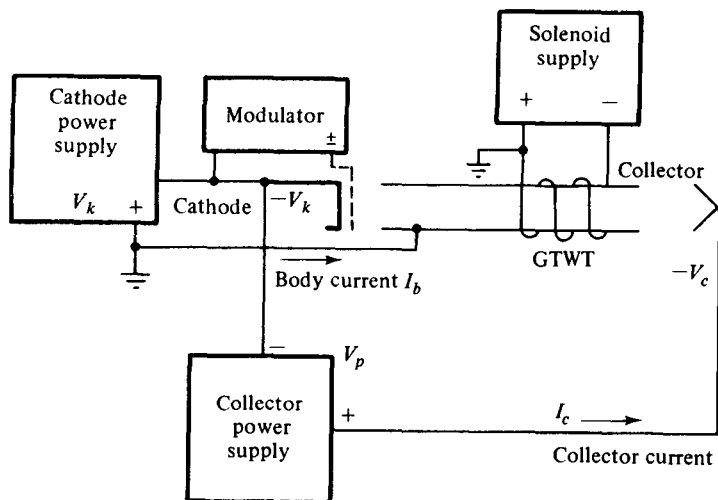 Solenoid
supply
+ −
Cathode
power
supply
V_k +
Modulator
±
Cathode
−V_k
Collector
GTWT
−V_c
Body current I_b
− V_p
Collector
power
supply
+
I_c
Collector current